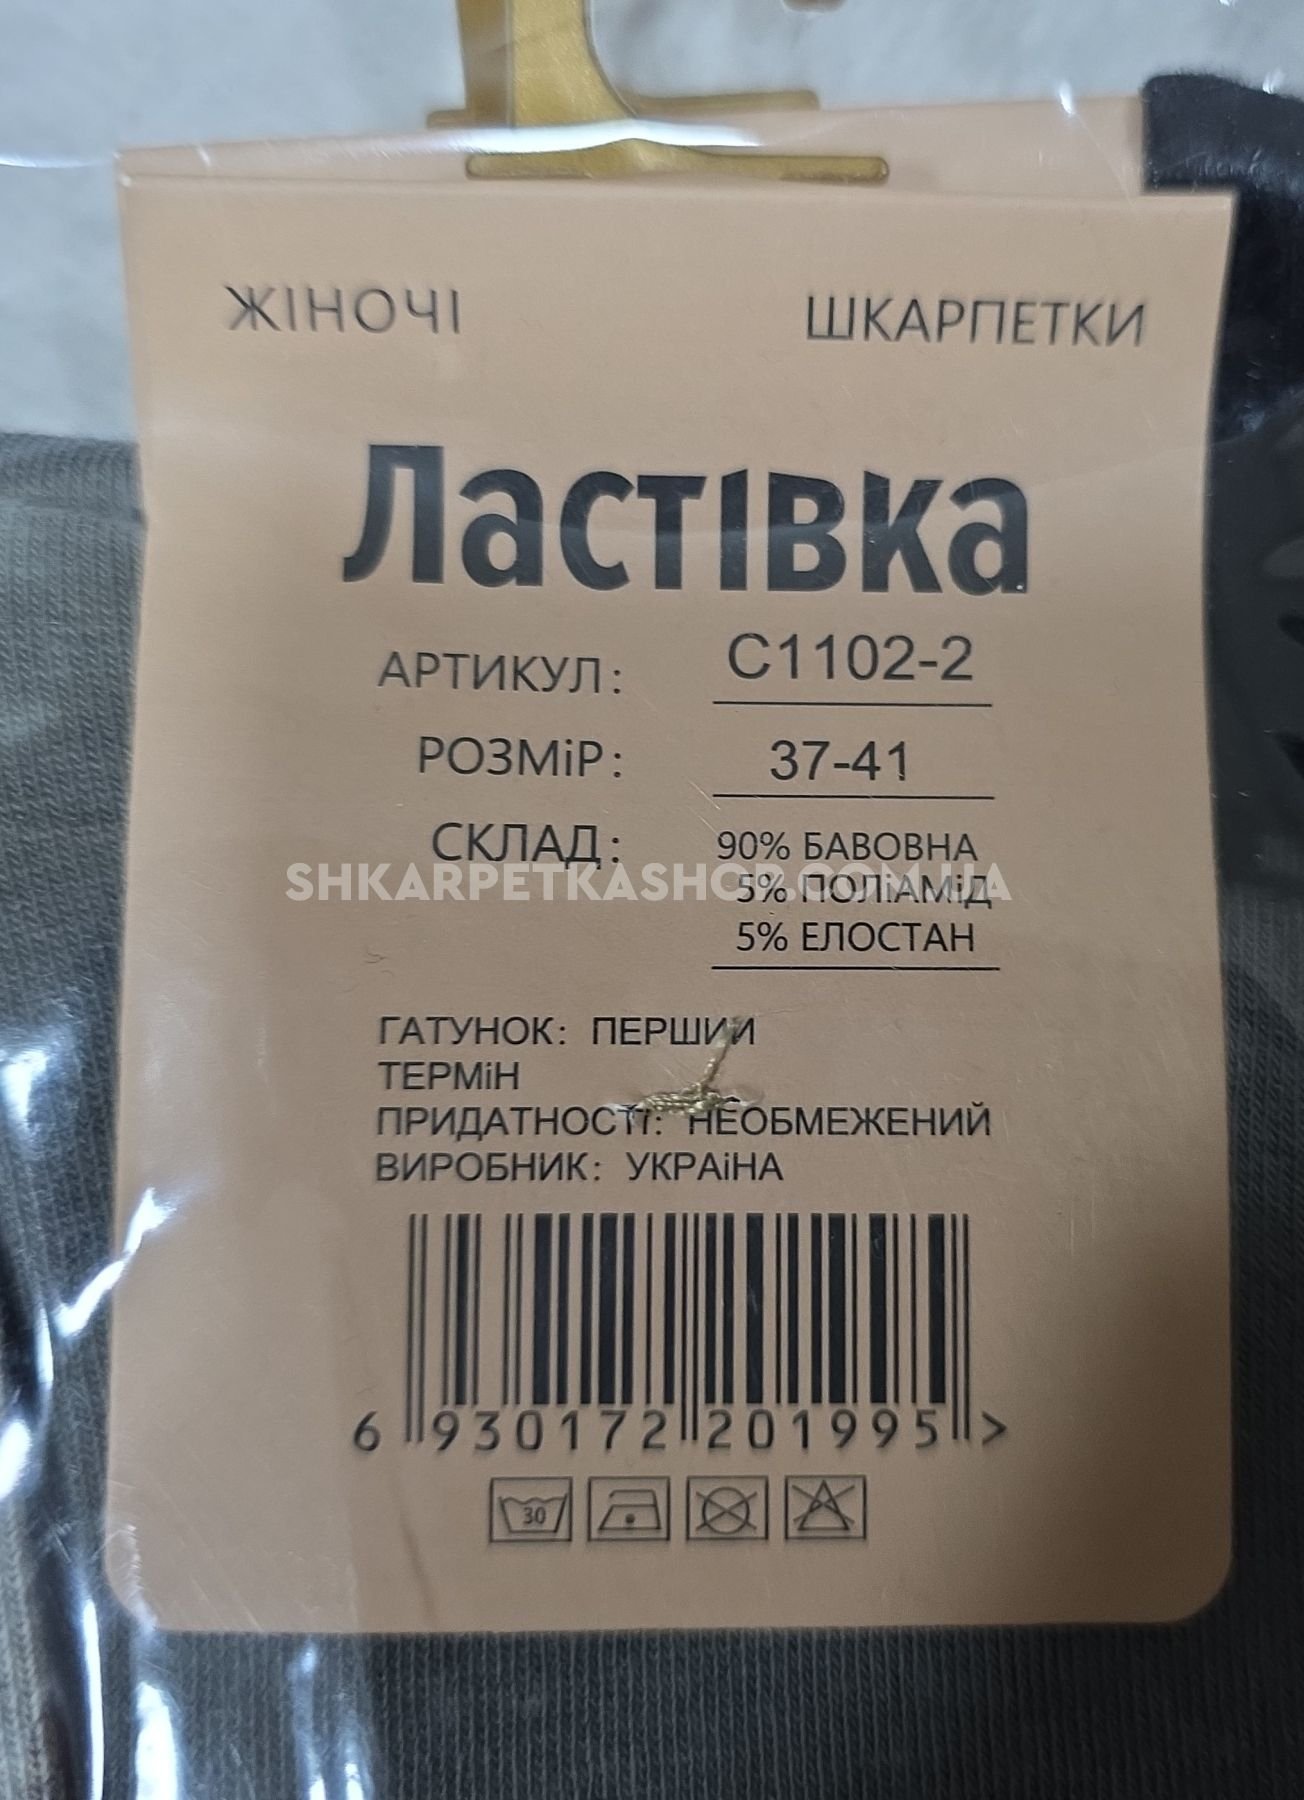 ЖІНОЧІ ШКАРПЕТКИ
Ластівка
АРТИКУЛ: С1102-2
РОЗМіР: 37-41
СКЛАД: 90% БАВОВНА
5% ПОЛіАМіД
5% ЕЛОСТАН
SHKARPETKASHOP.COM.UA
ГАТУНОК: ПЕРШИЙ
ТЕРМіН
ПРИДАТНОСТі: НЕОБМЕЖЕНИЙ
ВИРОБНИК: УКРАіНА
6 930172 201995 >
30